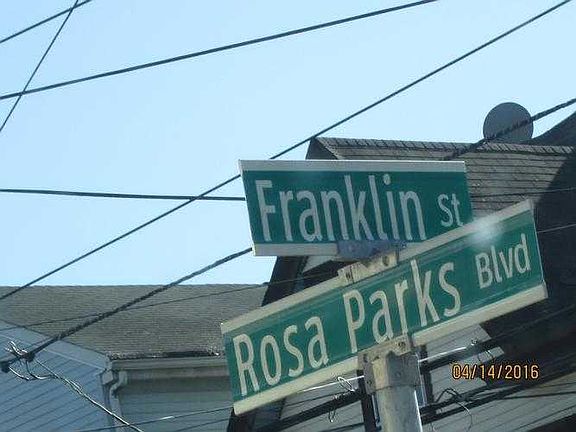 Franklin St
Rosa Parks Blvd
04/14/2016